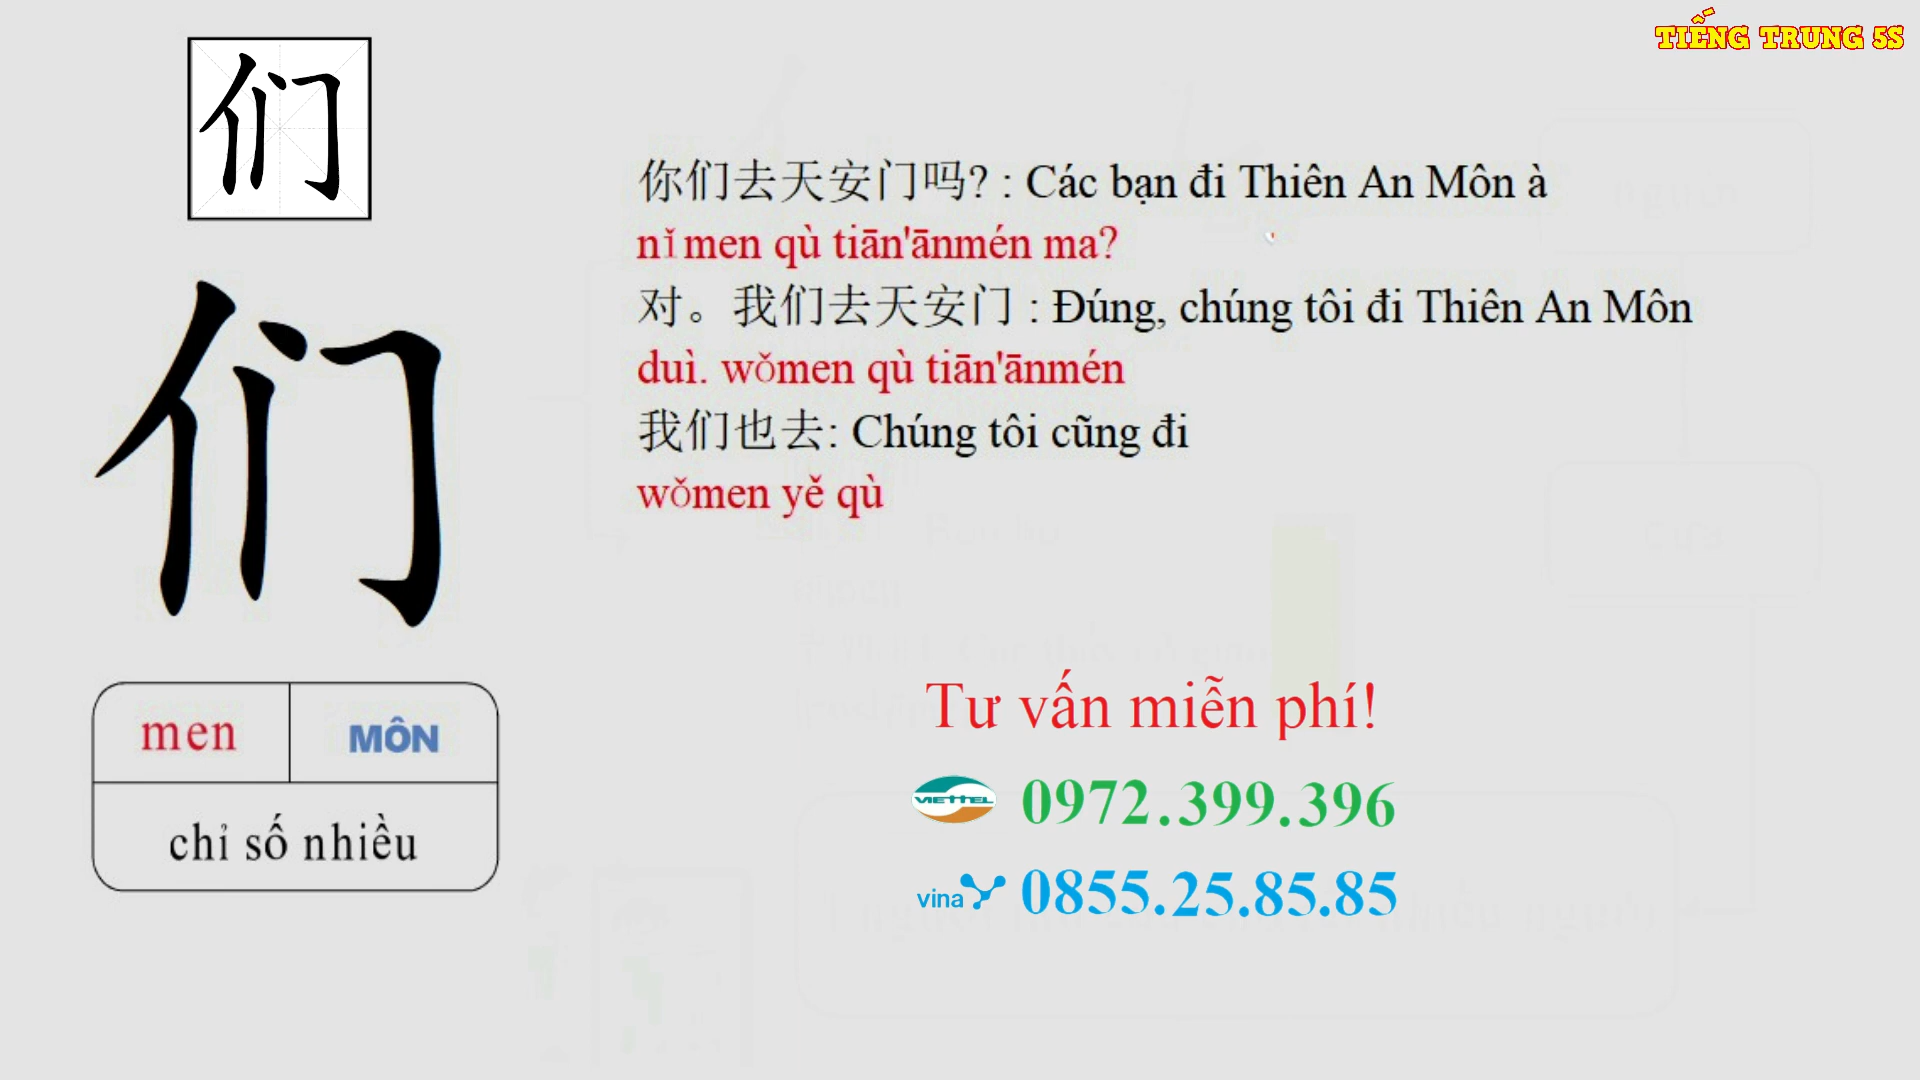 TIẾNG TRUNG 5S
们
你们去天安门吗? : Các bạn đi Thiên An Môn à
nǐ men qù tiān'ānmén ma?
对。我们去天安门 : Đúng, chúng tôi đi Thiên An Môn
duì. wǒmen qù tiān'ānmén
我们也去: Chúng tôi cũng đi
wǒmen yě qù
们
men MÔN
chỉ số nhiều
Tư vấn miễn phí!
VIETTEL 0972.399.396
vina 0855.25.85.85